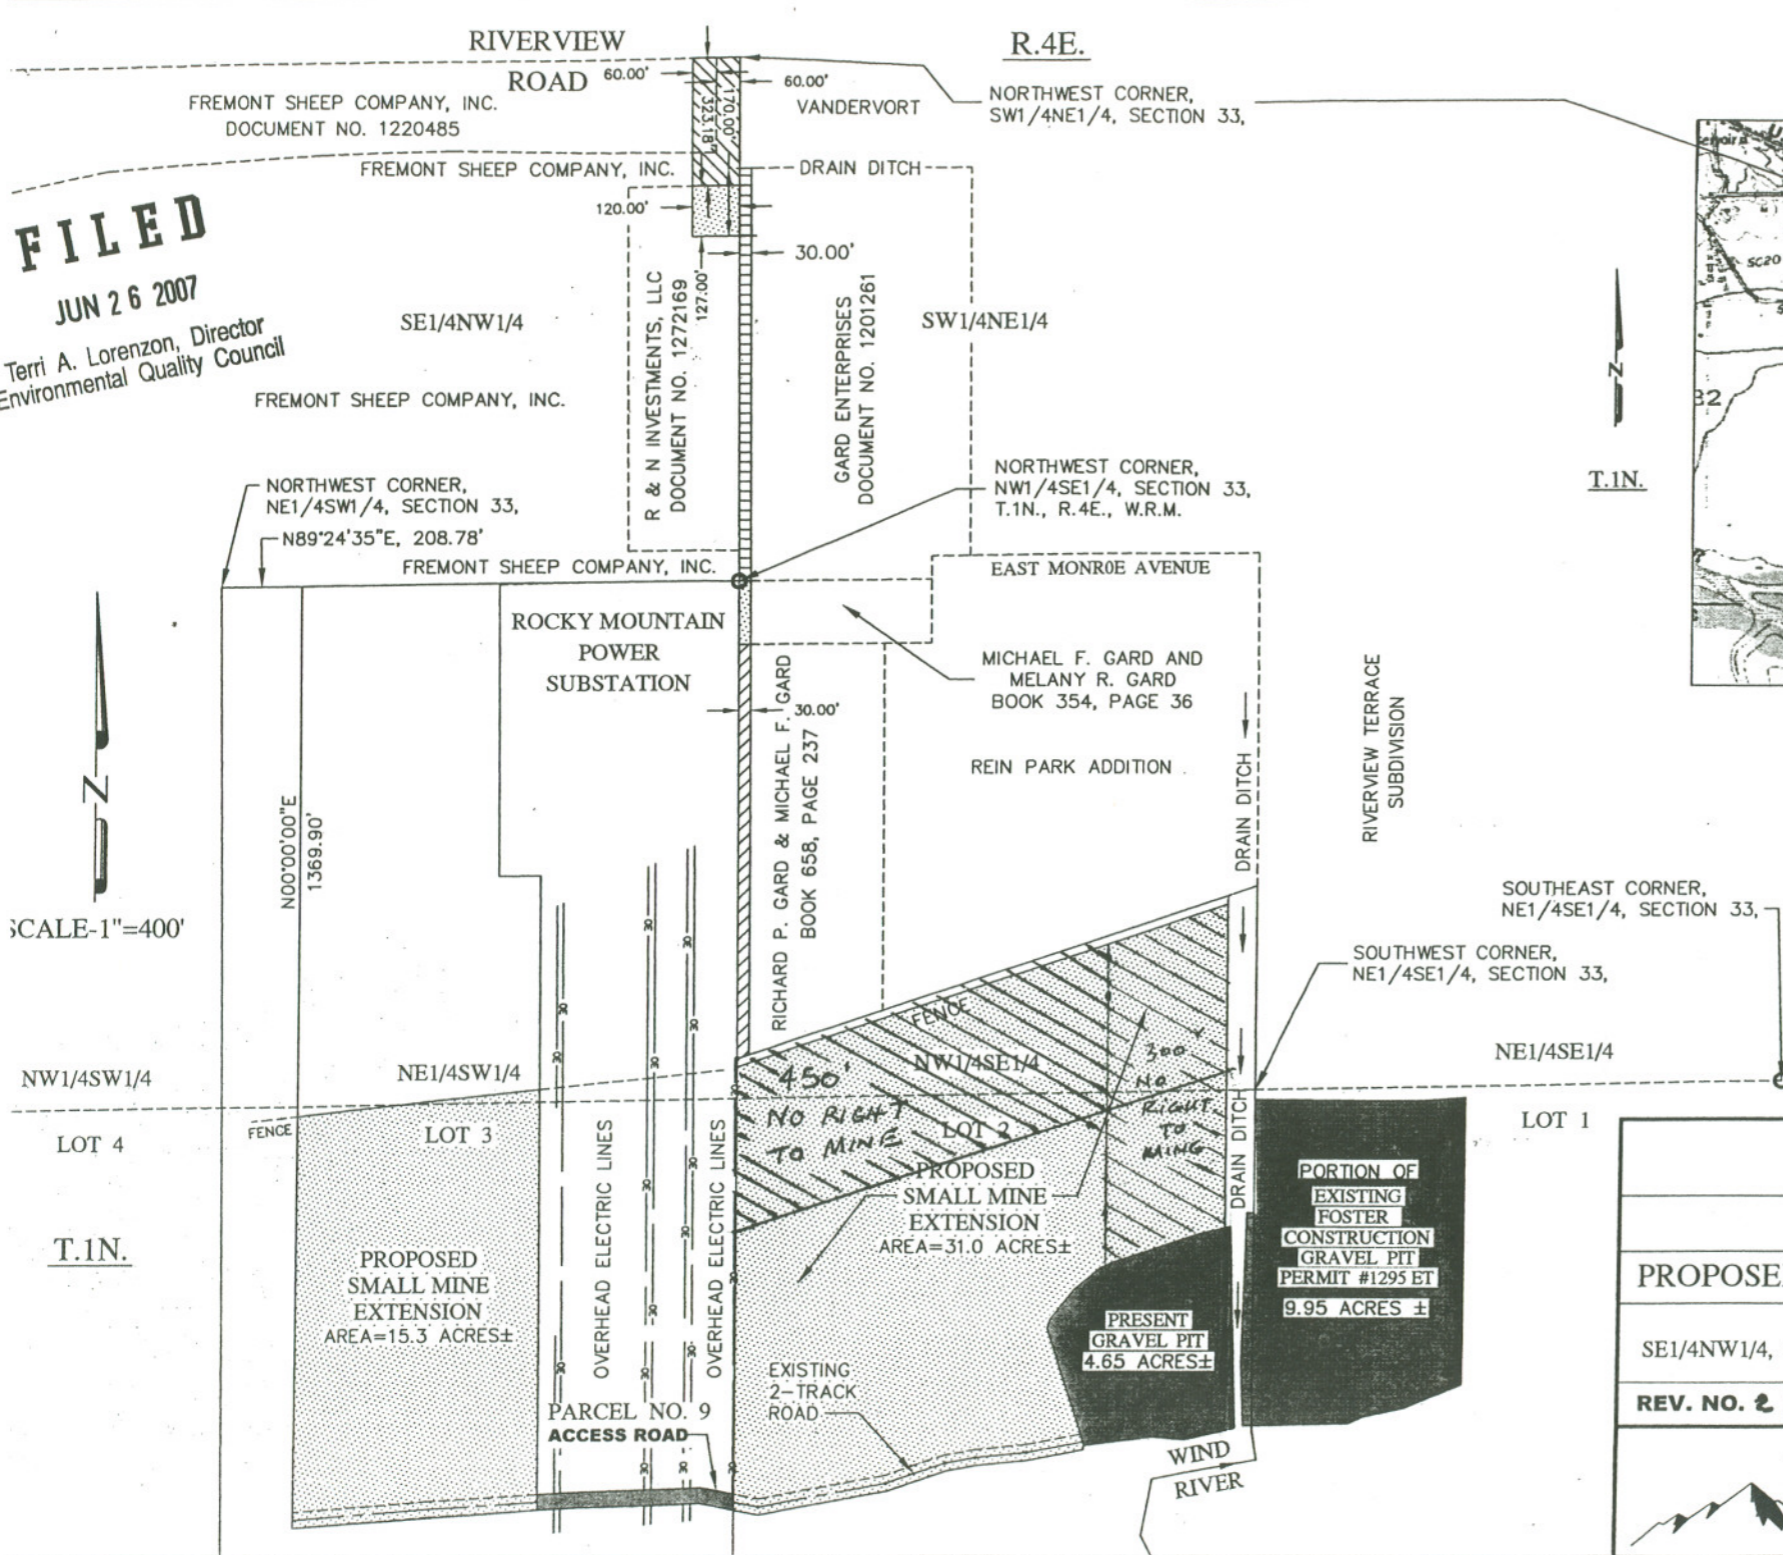 RIVERVIEW
ROAD
R.4E.
60.00'
60.00'
170.00'
323.18'
VANDERVORT
FREMONT SHEEP COMPANY, INC.
DOCUMENT NO. 1220485
NORTHWEST CORNER,
SW1/4NE1/4, SECTION 33,
FREMONT SHEEP COMPANY, INC.
DRAIN DITCH
120.00'
30.00'
127.00'
FILED
JUN 26 2007
Terri A. Lorenzon, Director
Environmental Quality Council
SE1/4NW1/4
R & N INVESTMENTS, LLC
DOCUMENT NO. 1272169
GARD ENTERPRISES
DOCUMENT NO. 1201261
SW1/4NE1/4
SC20
32
N
T.1N.
FREMONT SHEEP COMPANY, INC.
NORTHWEST CORNER,
NE1/4SW1/4, SECTION 33,
N89°24'35"E, 208.78'
FREMONT SHEEP COMPANY, INC.
NORTHWEST CORNER,
NW1/4SE1/4, SECTION 33,
T.1N., R.4E., W.R.M.
EAST MONROE AVENUE
ROCKY MOUNTAIN
POWER
SUBSTATION
MICHAEL F. GARD AND
MELANY R. GARD
BOOK 354, PAGE 36
30.00'
RICHARD P. GARD & MICHAEL F. GARD
BOOK 658, PAGE 237
REIN PARK ADDITION
DRAIN DITCH
RIVERVIEW TERRACE
SUBDIVISION
N
SCALE-1"=400'
N00°00'00"E
1369.90'
SOUTHEAST CORNER,
NE1/4SE1/4, SECTION 33,
SOUTHWEST CORNER,
NE1/4SE1/4, SECTION 33,
FENCE
NW1/4SW1/4
NE1/4SW1/4
NW1/4SE1/4
NE1/4SE1/4
450'
NO RIGHT
TO MINE
300'
NO
RIGHT
TO
MING
FENCE
LOT 4
LOT 3
LOT 2
LOT 1
DRAIN DITCH
OVERHEAD ELECTRIC LINES
OVERHEAD ELECTRIC LINES
T.1N.
PROPOSED
SMALL MINE
EXTENSION
AREA=15.3 ACRES±
PROPOSED
SMALL MINE
EXTENSION
AREA=31.0 ACRES±
PORTION OF
EXISTING
FOSTER
CONSTRUCTION
GRAVEL PIT
PERMIT #1295 ET
9.95 ACRES ±
PRESENT
GRAVEL PIT
4.65 ACRES±
EXISTING
2-TRACK
ROAD
PARCEL NO. 9
ACCESS ROAD
WIND
RIVER
PROPOSE
SE1/4NW1/4,
REV. NO. 2